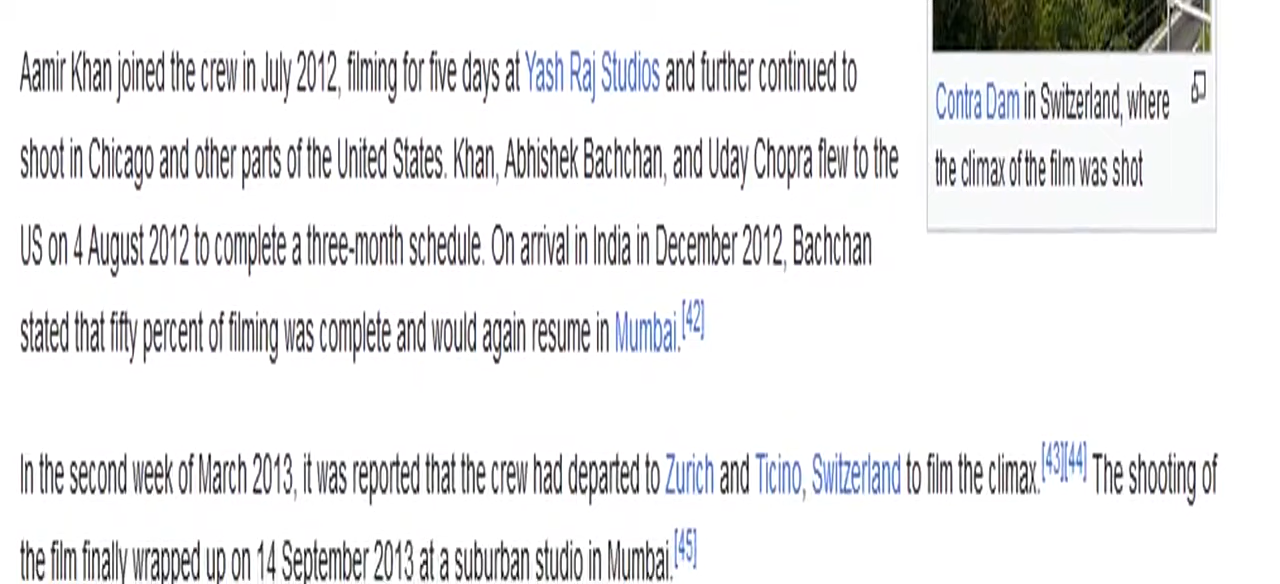 Aamir Khan joined the crew in July 2012, filming for five days at Yash Raj Studios and further continued to
shoot in Chicago and other parts of the United States. Khan, Abhishek Bachchan, and Uday Chopra flew to the
US on 4 August 2012 to complete a three-month schedule. On arrival in India in December 2012, Bachchan
stated that fifty percent of filming was complete and would again resume in Mumbai.[42]
Contra Dam in Switzerland, where
the climax of the film was shot
In the second week of March 2013, it was reported that the crew had departed to Zurich and Ticino, Switzerland to film the climax.[43][44] The shooting of
the film finally wrapped up on 14 September 2013 at a suburban studio in Mumbai.[45]